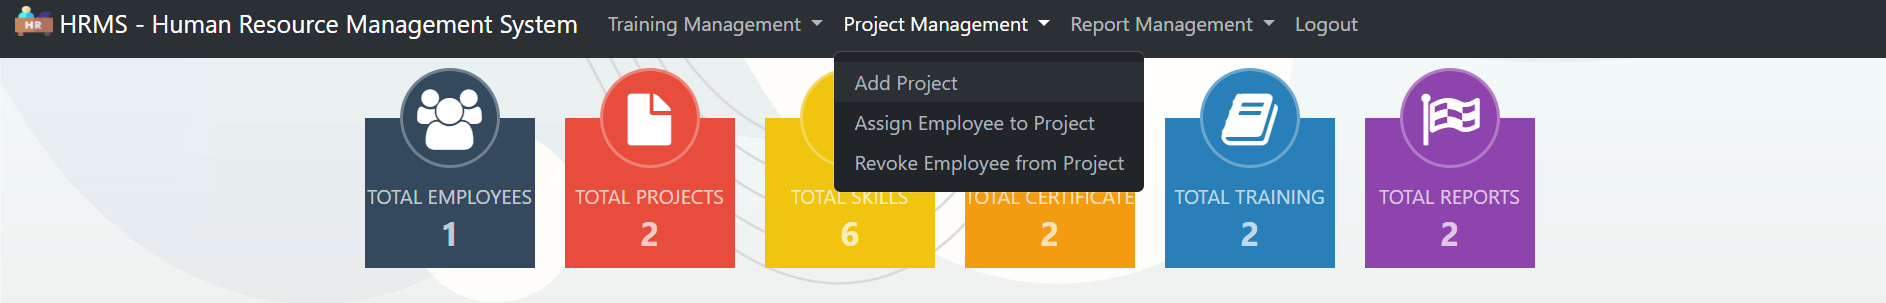 HR HRMS - Human Resource Management System Training Management Project Management Report Management Logout
Add Project
Assign Employee to Project
Revoke Employee from Project
TOTAL EMPLOYEES
1
TOTAL PROJECTS
2
TOTAL SKILLS
6
TOTAL CERTIFICATE
2
TOTAL TRAINING
2
TOTAL REPORTS
2